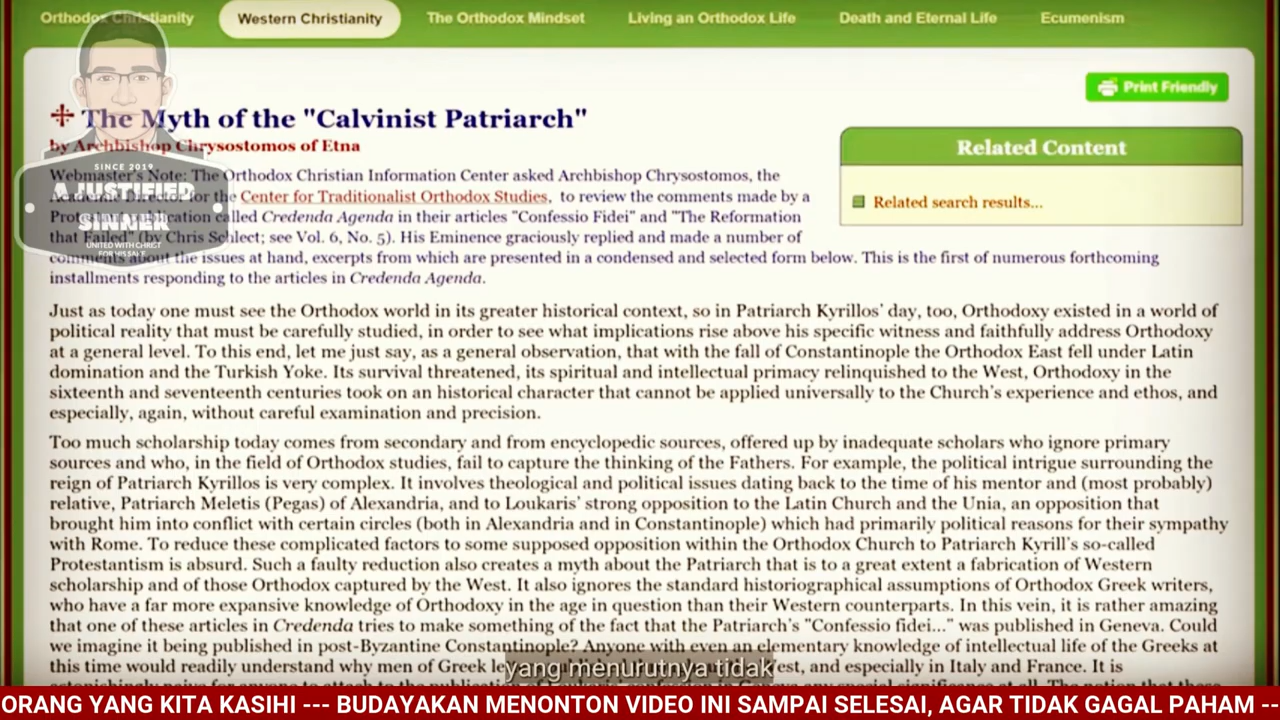 Orthodox Christianity
Western Christianity
The Orthodox Mindset
Living an Orthodox Life
Death and Eternal Life
Ecumenism
Print Friendly
The Myth of the "Calvinist Patriarch"
by Archbishop Chrysostomos of Etna
Related Content
Related search results...
SINCE 2019
A JUSTIFIED
SINNER
UNITED WITH CHRIST
FOR HIS SAKE
Webmaster's Note: The Orthodox Christian Information Center asked Archbishop Chrysostomos, the
Academic Director for the Center for Traditionalist Orthodox Studies, to review the comments made by a
Protestant publication called Credenda Agenda in their articles "Confessio Fidei" and "The Reformation
that Failed" (by Chris Schlect; see Vol. 6, No. 5). His Eminence graciously replied and made a number of
comments about the issues at hand, excerpts from which are presented in a condensed and selected form below. This is the first of numerous forthcoming
installments responding to the articles in Credenda Agenda.
Just as today one must see the Orthodox world in its greater historical context, so in Patriarch Kyrillos' day, too, Orthodoxy existed in a world of
political reality that must be carefully studied, in order to see what implications rise above his specific witness and faithfully address Orthodoxy
at a general level. To this end, let me just say, as a general observation, that with the fall of Constantinople the Orthodox East fell under Latin
domination and the Turkish Yoke. Its survival threatened, its spiritual and intellectual primacy relinquished to the West, Orthodoxy in the
sixteenth and seventeenth centuries took on an historical character that cannot be applied universally to the Church's experience and ethos, and
especially, again, without careful examination and precision.
Too much scholarship today comes from secondary and from encyclopedic sources, offered up by inadequate scholars who ignore primary
sources and who, in the field of Orthodox studies, fail to capture the thinking of the Fathers. For example, the political intrigue surrounding the
reign of Patriarch Kyrillos is very complex. It involves theological and political issues dating back to the time of his mentor and (most probably)
relative, Patriarch Meletis (Pegas) of Alexandria, and to Loukaris' strong opposition to the Latin Church and the Unia, an opposition that
brought him into conflict with certain circles (both in Alexandria and in Constantinople) which had primarily political reasons for their sympathy
with Rome. To reduce these complicated factors to some supposed opposition within the Orthodox Church to Patriarch Kyrill's so-called
Protestantism is absurd. Such a faulty reduction also creates a myth about the Patriarch that is to a great extent a fabrication of Western
scholarship and of those Orthodox captured by the West. It also ignores the standard historiographical assumptions of Orthodox Greek writers,
who have a far more expansive knowledge of Orthodoxy in the age in question than their Western counterparts. In this vein, it is rather amazing
that one of these articles in Credenda tries to make something of the fact that the Patriarch's "Confessio fidei..." was published in Geneva. Could
we imagine it being published in post-Byzantine Constantinople? Anyone with even an elementary knowledge of intellectual life of the Greeks at
this time would readily understand why men of Greek est, and especially in Italy and France. It is
yang menurutnya tidak
ORANG YANG KITA KASIHI --- BUDAYAKAN MENONTON VIDEO INI SAMPAI SELESAI, AGAR TIDAK GAGAL PAHAM --